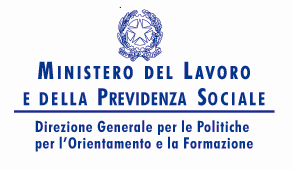 MINISTERO DEL LAVORO
E DELLA PREVIDENZA SOCIALE
Direzione Generale per le Politiche
per l'Orientamento e la Formazione